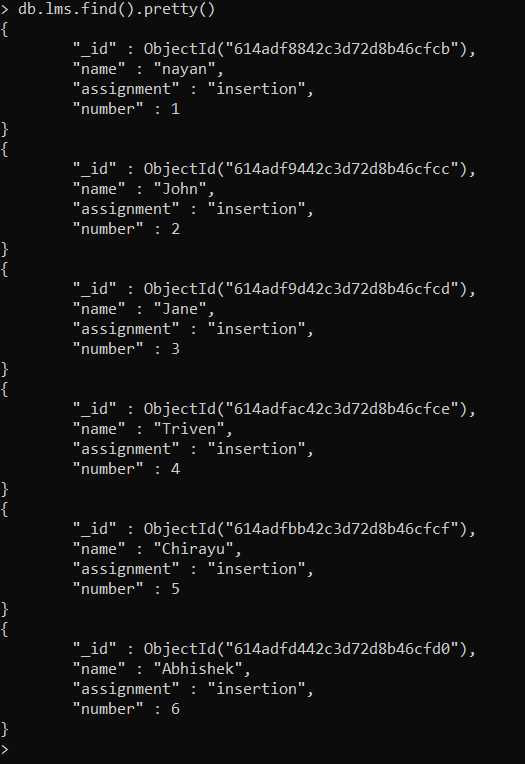 > db.lms.find().pretty()
{
"_id" : ObjectId("614adf8842c3d72d8b46cfcb"),
"name" : "nayan",
"assignment" : "insertion",
"number" : 1
}
{
"_id" : ObjectId("614adf9442c3d72d8b46cfcc"),
"name" : "John",
"assignment" : "insertion",
"number" : 2
}
{
"_id" : ObjectId("614adf9d42c3d72d8b46cfcd"),
"name" : "Jane",
"assignment" : "insertion",
"number" : 3
}
{
"_id" : ObjectId("614adfac42c3d72d8b46cfce"),
"name" : "Triven",
"assignment" : "insertion",
"number" : 4
}
{
"_id" : ObjectId("614adfbb42c3d72d8b46cfcf"),
"name" : "Chirayu",
"assignment" : "insertion",
"number" : 5
}
{
"_id" : ObjectId("614adfd442c3d72d8b46cfd0"),
"name" : "Abhishek",
"assignment" : "insertion",
"number" : 6
}
>